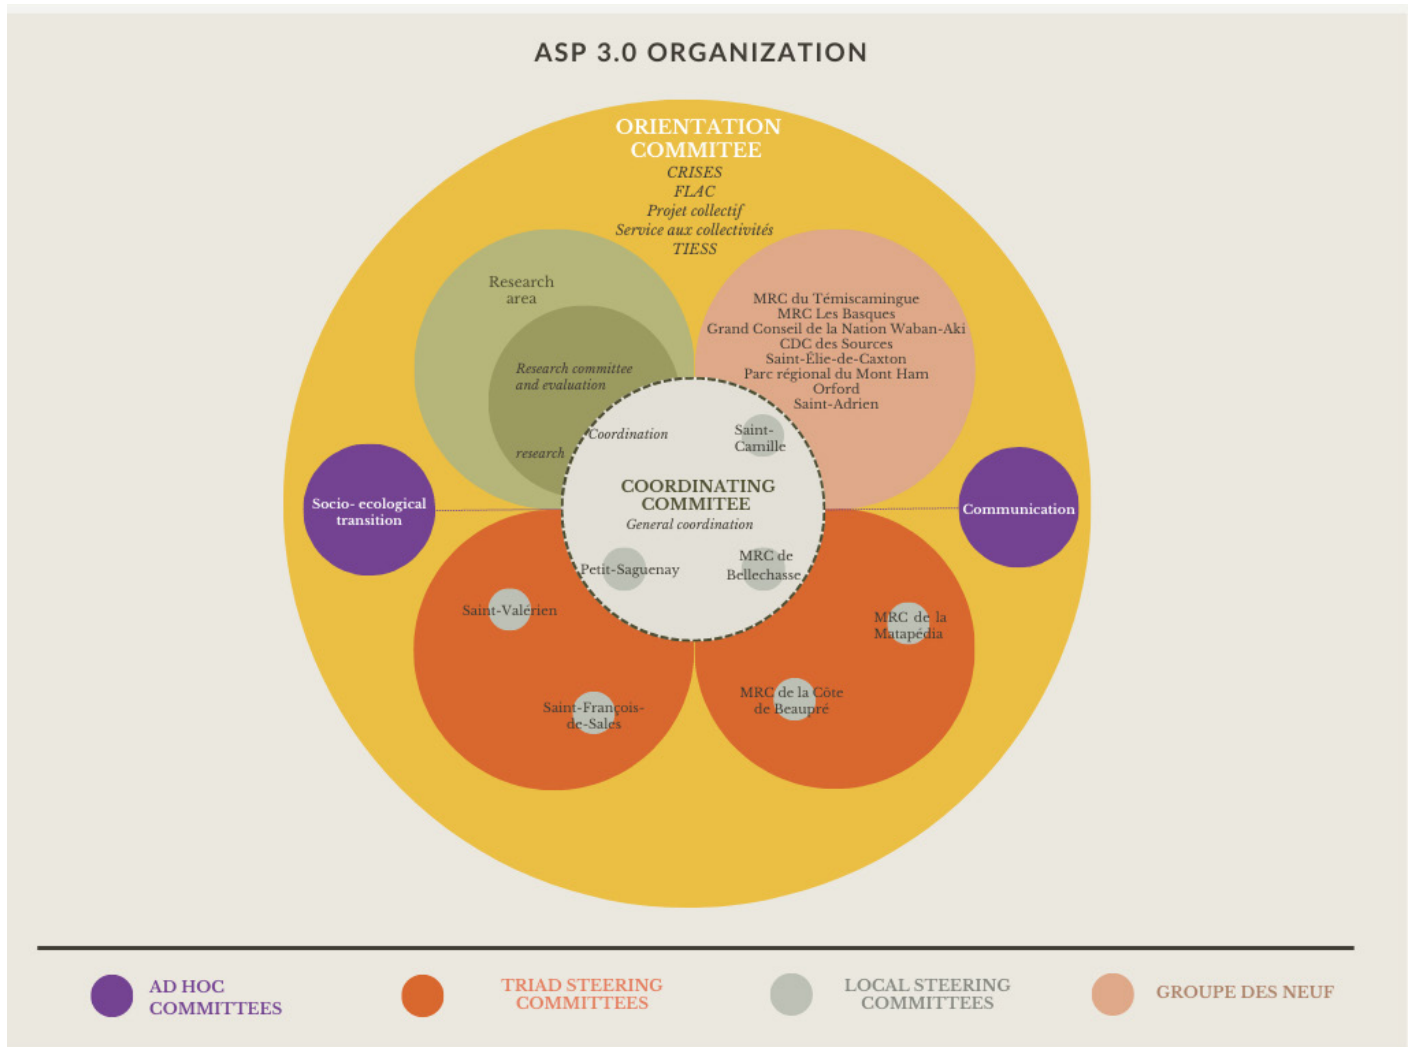 ASP 3.0 ORGANIZATION
ORIENTATION
COMMITEE
CRISES
FLAC
Projet collectif
Service aux collectivités
TIESS
Research
area
Research committee
and evaluation
research
Coordination
MRC du Témiscamingue
MRC Les Basques
Grand Conseil de la Nation Waban-Aki
CDC des Sources
Saint-Élie-de-Caxton
Parc régional du Mont Ham
Orford
Saint-Adrien
Saint-
Camille
COORDINATING
COMMITEE
General coordination
Petit-Saguenay
MRC de
Bellechasse
Socio- ecological
transition
Communication
Saint-Valérien
Saint-François-
de-Sales
MRC de la
Matapédia
MRC de la Côte
de Beaupré
AD HOC
COMMITTEES
TRIAD STEERING
COMMITTEES
LOCAL STEERING
COMMITTEES
GROUPE DES NEUF